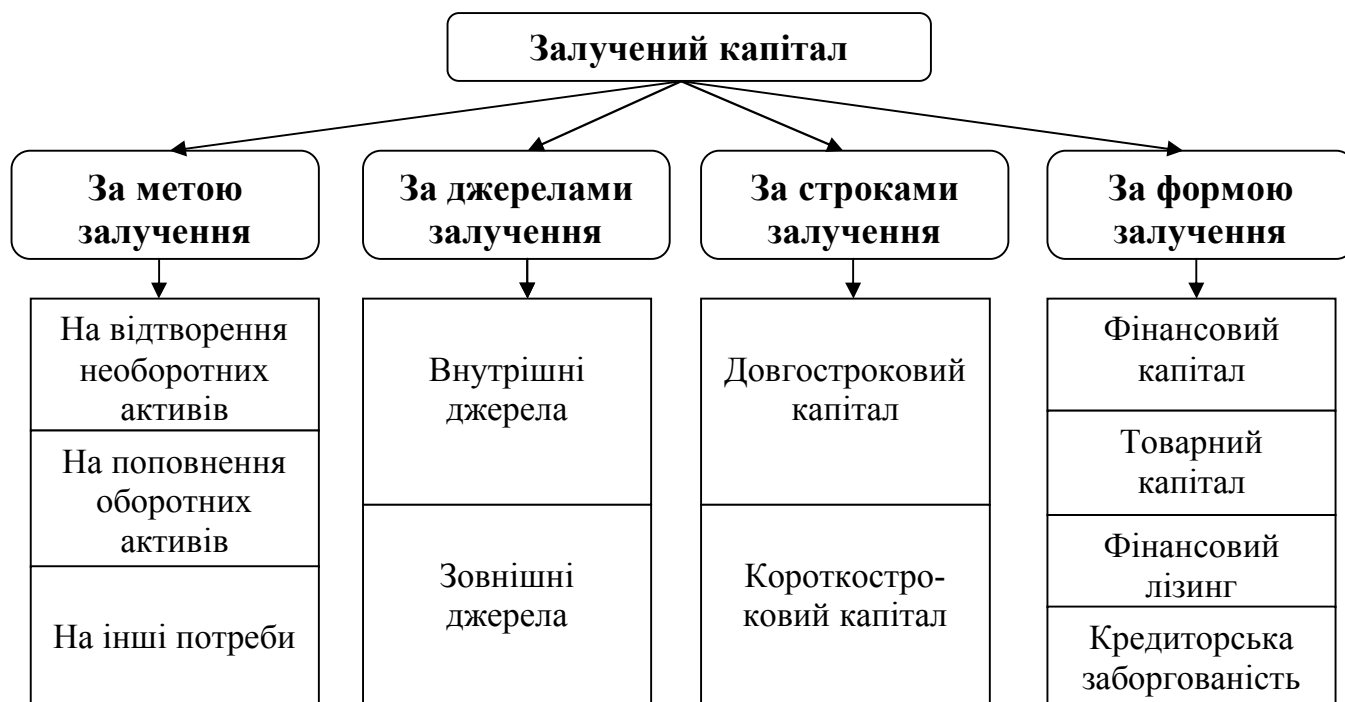 Залучений капітал
За метою
залучення
За джерелами
залучення
За строками
залучення
За формою
залучення
На відтворення
необоротних
активів
На поповнення
оборотних
активів
На інші потреби
Внутрішні
джерела
Зовнішні
джерела
Довгостроковий
капітал
Короткостро-
ковий капітал
Фінансовий
капітал
Товарний
капітал
Фінансовий
лізинг
Кредиторська
заборгованість